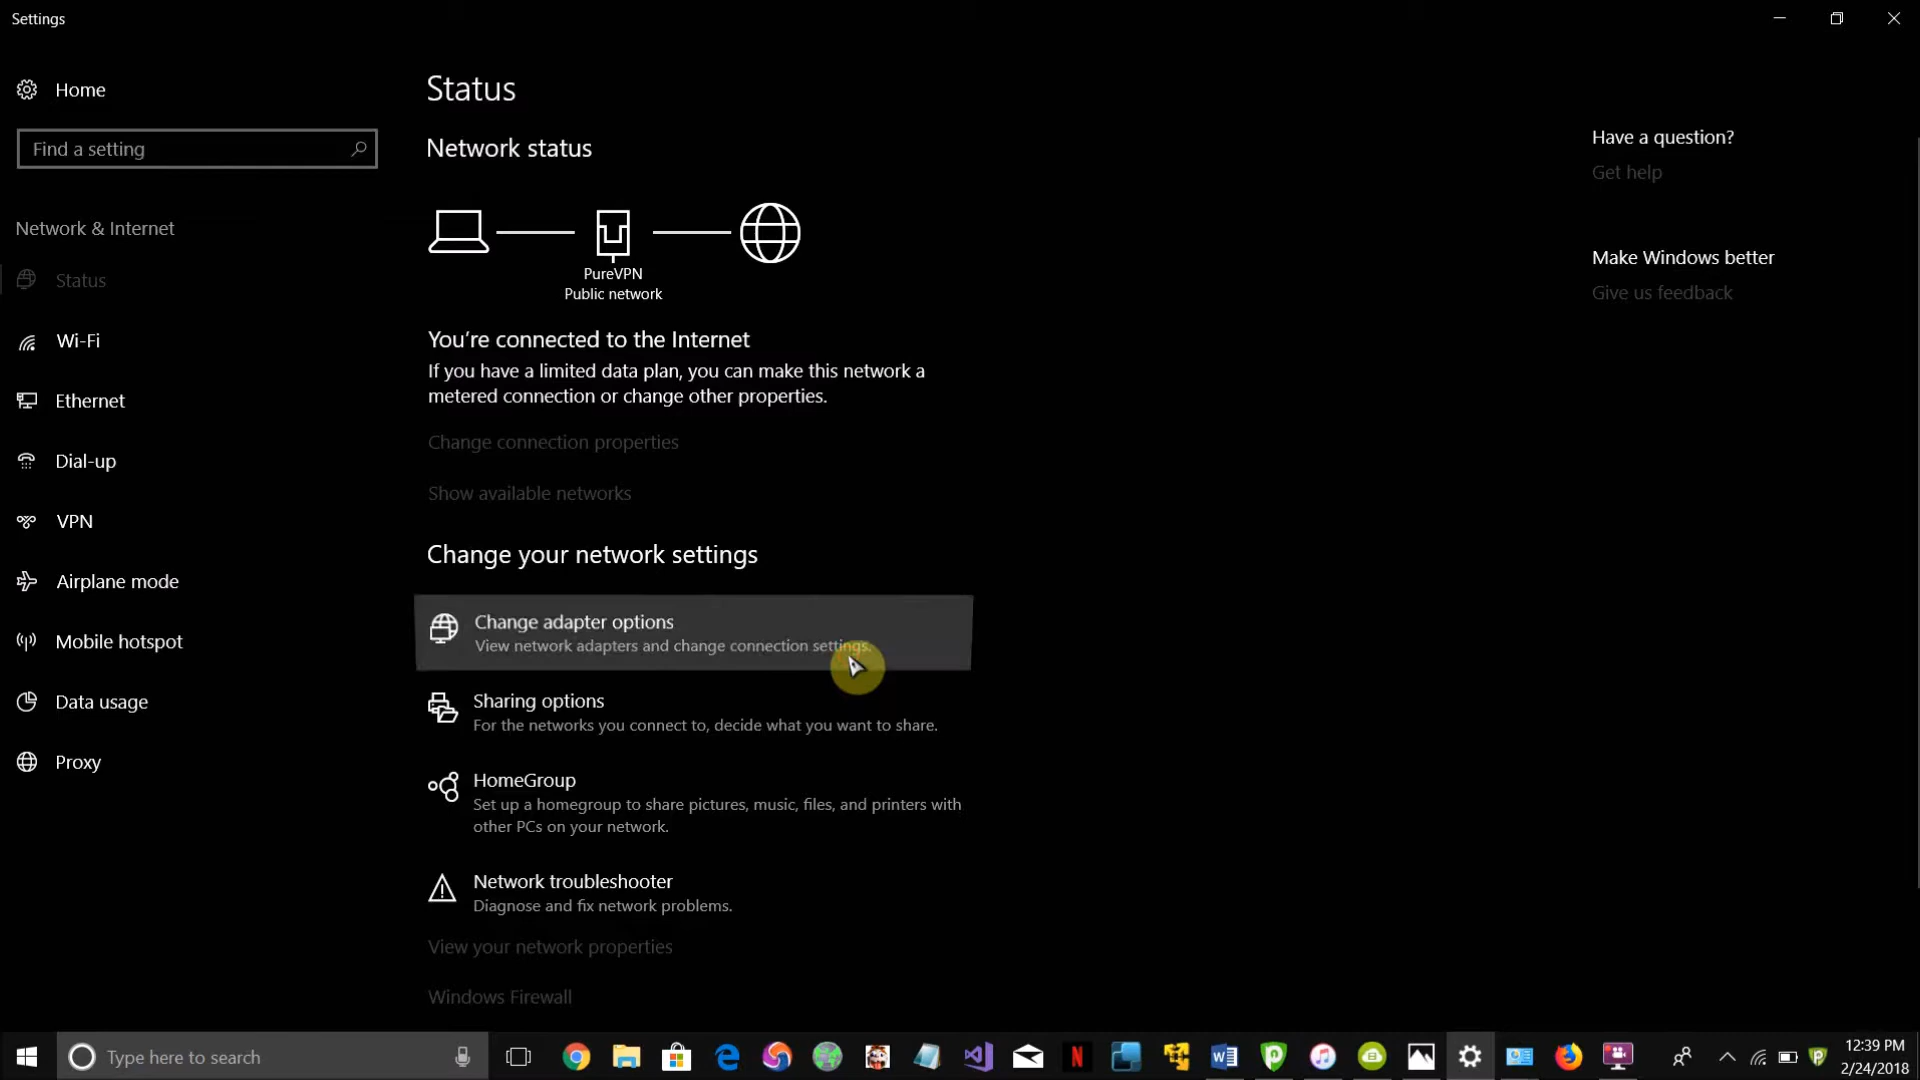 Settings
Home
Find a setting
Network & Internet
Status
Wi-Fi
Ethernet
Dial-up
VPN
Airplane mode
Mobile hotspot
Data usage
Proxy
Status
Network status
PureVPN
Public network
You're connected to the Internet
If you have a limited data plan, you can make this network a
metered connection or change other properties.
Change connection properties
Show available networks
Change your network settings
Change adapter options
View network adapters and change connection settings.
Sharing options
For the networks you connect to, decide what you want to share.
HomeGroup
Set up a homegroup to share pictures, music, files, and printers with
other PCs on your network.
Network troubleshooter
Diagnose and fix network problems.
View your network properties
Windows Firewall
Have a question?
Get help
Make Windows better
Give us feedback
Type here to search
12:39 PM
2/24/2018